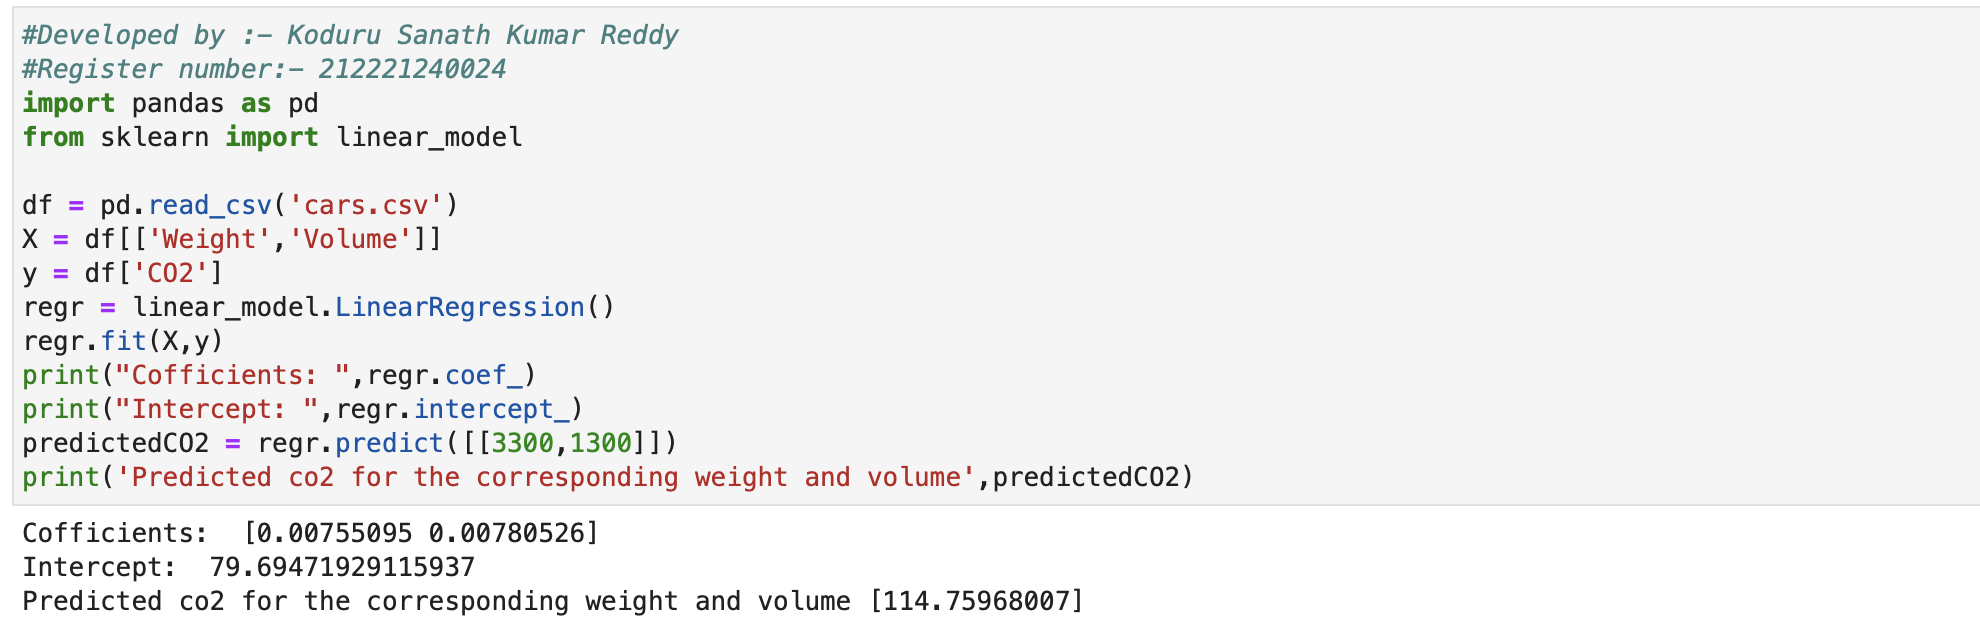 #Developed by :- Koduru Sanath Kumar Reddy
#Register number:- 212221240024
import pandas as pd
from sklearn import linear_model
df = pd.read_csv('cars.csv')
X = df[['Weight','Volume']]
y = df['CO2']
regr = linear_model.LinearRegression()
regr.fit(X,y)
print("Cofficients: ",regr.coef_)
print("Intercept: ",regr.intercept_)
predictedCO2 = regr.predict([[3300,1300]])
print('Predicted co2 for the corresponding weight and volume',predictedCO2)
Cofficients:  [0.00755095 0.00780526]
Intercept:  79.69471929115937
Predicted co2 for the corresponding weight and volume [114.75968007]